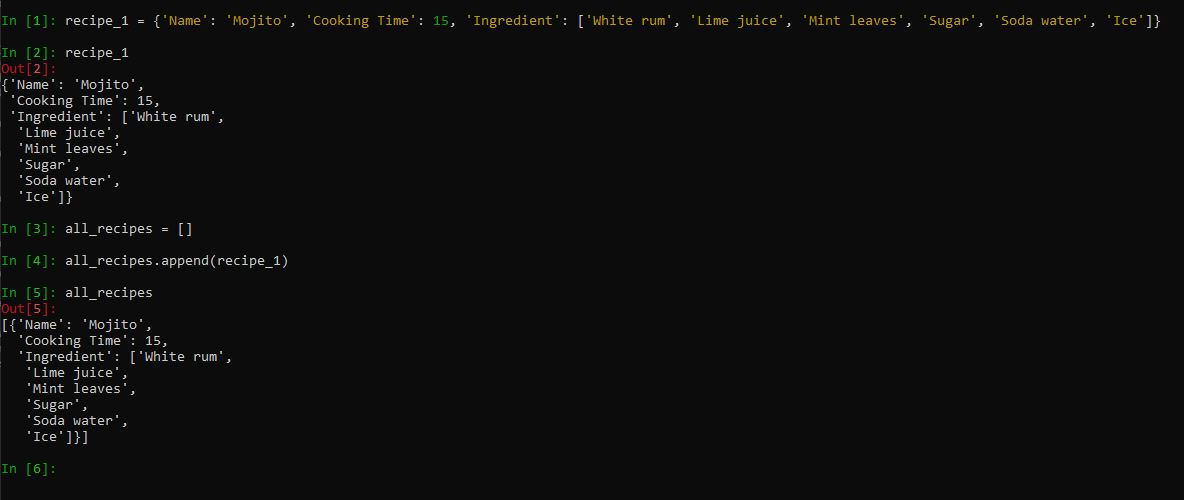 In [1]: recipe_1 = {'Name': 'Mojito', 'Cooking Time': 15, 'Ingredient': ['White rum', 'Lime juice', 'Mint leaves', 'Sugar', 'Soda water', 'Ice']}
In [2]: recipe_1
Out[2]:
{'Name': 'Mojito',
 'Cooking Time': 15,
 'Ingredient': ['White rum',
  'Lime juice',
  'Mint leaves',
  'Sugar',
  'Soda water',
  'Ice']}
In [3]: all_recipes = []
In [4]: all_recipes.append(recipe_1)
In [5]: all_recipes
Out[5]:
[{'Name': 'Mojito',
  'Cooking Time': 15,
  'Ingredient': ['White rum',
   'Lime juice',
   'Mint leaves',
   'Sugar',
   'Soda water',
   'Ice']}]
In [6]: